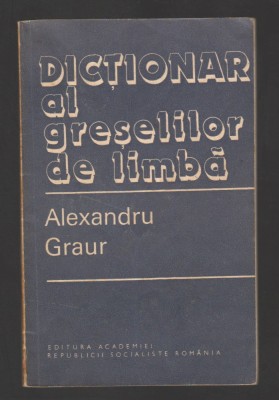 DICȚIONAR
al
greșelilor
de limbă
Alexandru
Graur
EDITURA ACADEMIEI
REPUBLICII SOCIALISTE ROMÂNIA